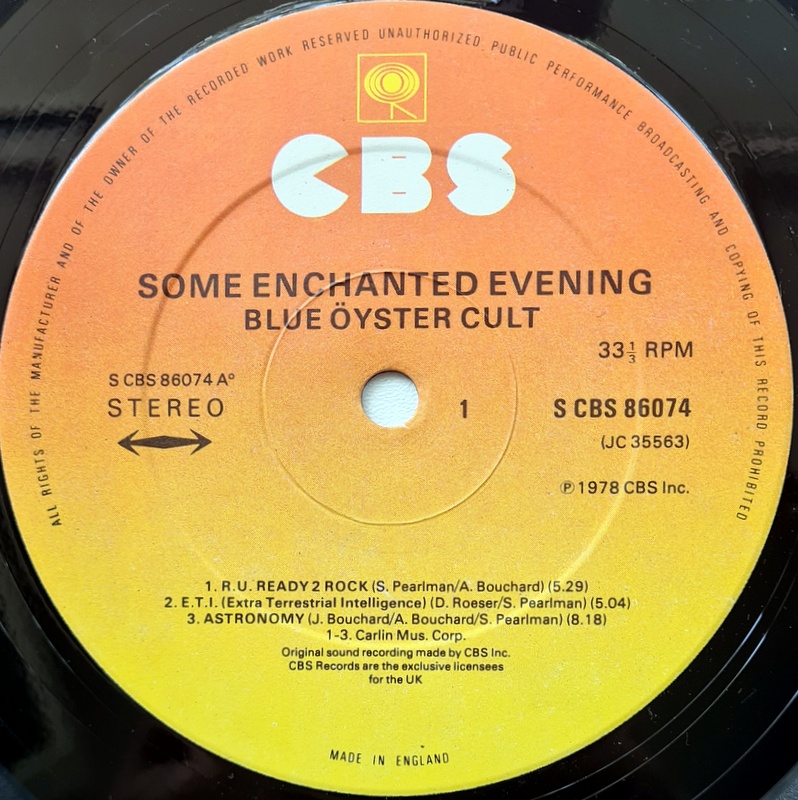 ALL RIGHTS OF THE MANUFACTURER AND OF THE OWNER OF THE RECORDED WORK RESERVED UNAUTHORIZED PUBLIC PERFORMANCE BROADCASTING AND COPYING OF THIS RECORD PROHIBITED
CBS
SOME ENCHANTED EVENING
BLUE ÖYSTER CULT
33⅓ RPM
S CBS 86074 A°
STEREO
1
S CBS 86074
(JC 35563)
℗ 1978 CBS Inc.
1. R.U. READY 2 ROCK (S. Pearlman/A. Bouchard) (5.29)
2. E.T.I. (Extra Terrestrial Intelligence) (D. Roeser/S. Pearlman) (5.04)
3. ASTRONOMY (J. Bouchard/A. Bouchard/S. Pearlman) (8.18)
1-3. Carlin Mus. Corp.
Original sound recording made by CBS Inc.
CBS Records are the exclusive licensees
for the UK
MADE IN ENGLAND